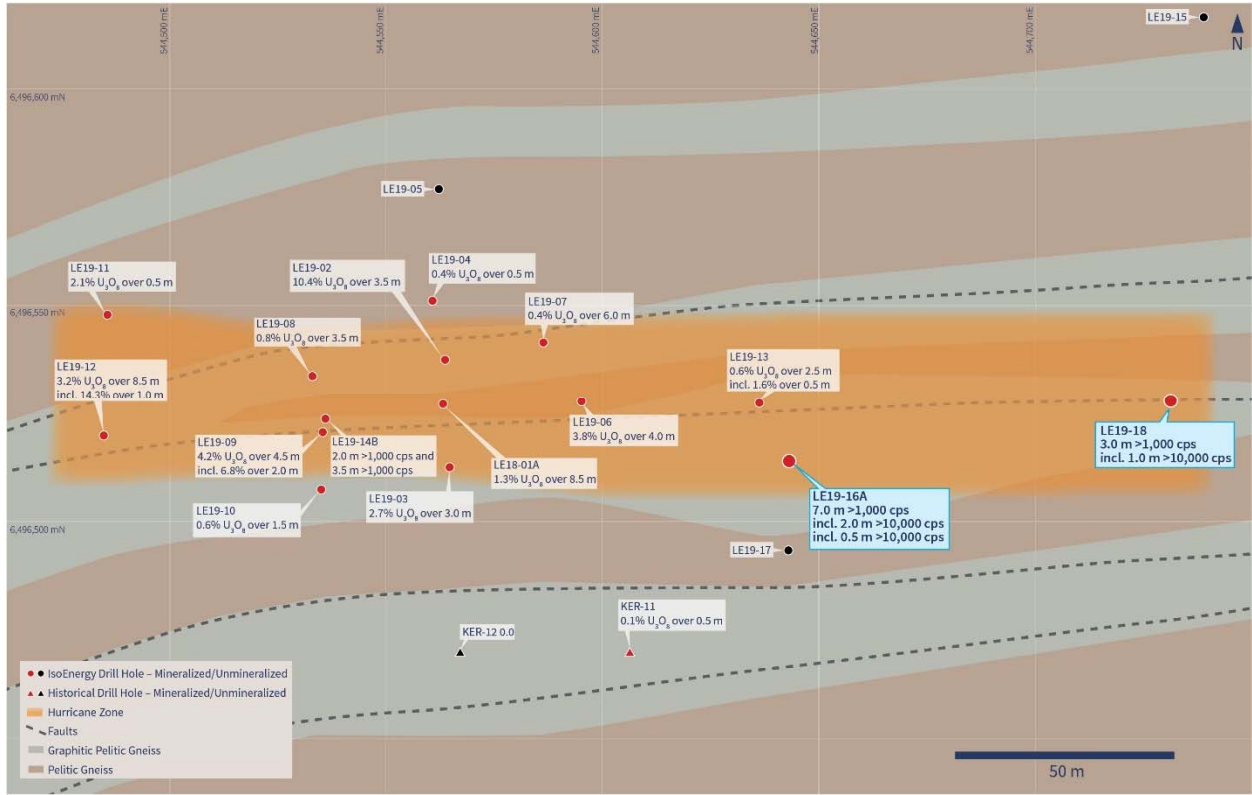 544,500 mE
544,550 mE
544,600 mE
544,650 mE
544,700 mE
LE19-15
N
6,496,600 mN
LE19-05
LE19-11
2.1% U₃O₈ over 0.5 m
LE19-02
10.4% U₃O₈ over 3.5 m
LE19-04
0.4% U₃O₈ over 0.5 m
6,496,550 mN
LE19-07
0.4% U₃O₈ over 6.0 m
LE19-08
0.8% U₃O₈ over 3.5 m
LE19-12
3.2% U₃O₈ over 8.5 m
incl. 14.3% over 1.0 m
LE19-13
0.6% U₃O₈ over 2.5 m
incl. 1.6% over 0.5 m
LE19-06
3.8% U₃O₈ over 4.0 m
LE19-18
3.0 m >1,000 cps
incl. 1.0 m >10,000 cps
LE19-09
4.2% U₃O₈ over 4.5 m
incl. 6.8% over 2.0 m
LE19-14B
2.0 m >1,000 cps and
3.5 m >1,000 cps
LE18-01A
1.3% U₃O₈ over 8.5 m
LE19-03
2.7% U₃O₈ over 3.0 m
LE19-10
0.6% U₃O₈ over 1.5 m
LE19-16A
7.0 m >1,000 cps
incl. 2.0 m >10,000 cps
incl. 0.5 m >10,000 cps
6,496,500 mN
LE19-17
KER-12 0.0
KER-11
0.1% U₃O₈ over 0.5 m
IsoEnergy Drill Hole – Mineralized/Unmineralized
Historical Drill Hole – Mineralized/Unmineralized
Hurricane Zone
Faults
Graphitic Pelitic Gneiss
Pelitic Gneiss
50 m